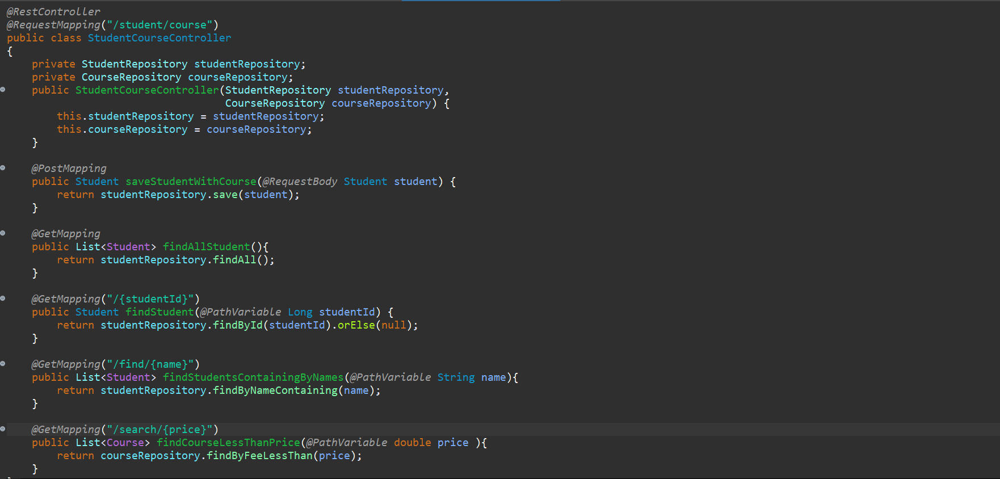 @RestController
@RequestMapping("/student/course")
public class StudentCourseController
{
    private StudentRepository studentRepository;
    private CourseRepository courseRepository;
    public StudentCourseController(StudentRepository studentRepository,
                                   CourseRepository courseRepository) {
        this.studentRepository = studentRepository;
        this.courseRepository = courseRepository;
    }

    @PostMapping
    public Student saveStudentWithCourse(@RequestBody Student student) {
        return studentRepository.save(student);
    }

    @GetMapping
    public List<Student> findAllStudent(){
        return studentRepository.findAll();
    }

    @GetMapping("/{studentId}")
    public Student findStudent(@PathVariable Long studentId) {
        return studentRepository.findById(studentId).orElse(null);
    }

    @GetMapping("/find/{name}")
    public List<Student> findStudentsContainingByNames(@PathVariable String name){
        return studentRepository.findByNameContaining(name);
    }

    @GetMapping("/search/{price}")
    public List<Course> findCourseLessThanPrice(@PathVariable double price ){
        return courseRepository.findByFeeLessThan(price);
    }